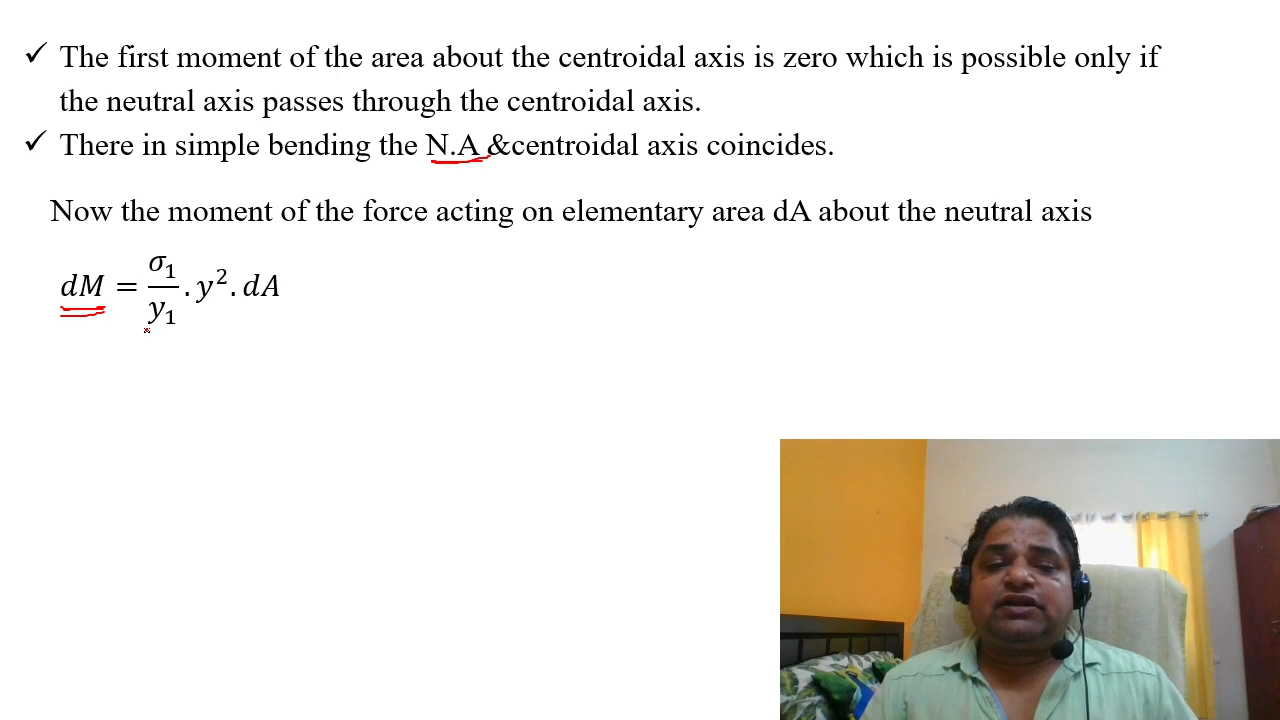 ✓ The first moment of the area about the centroidal axis is zero which is possible only if
the neutral axis passes through the centroidal axis.
✓ There in simple bending the N.A &centroidal axis coincides.
Now the moment of the force acting on elementary area dA about the neutral axis
dM = σ₁/y₁ . y² . dA